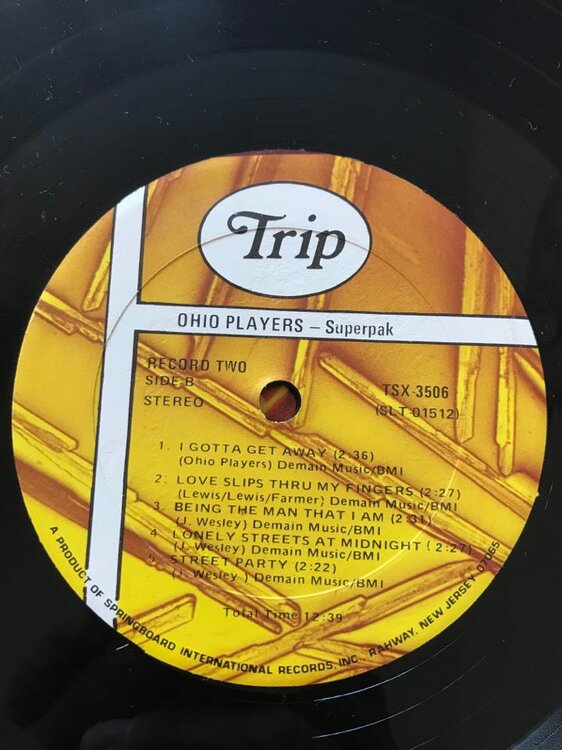 Trip
OHIO PLAYERS – Superpak
RECORD TWO
SIDE B
STEREO
TSX-3506
(SLT-01512)
1. I GOTTA GET AWAY (2:36)
(Ohio Players) Demain Music/BMI
2. LOVE SLIPS THRU MY FINGERS (2:27)
(Lewis/Lewis/Farmer) Demain Music/BMI
3. BEING THE MAN THAT I AM (2:31)
(J. Wesley) Demain Music/BMI
4. LONELY STREETS AT MIDNIGHT (2:27)
(J. Wesley) Demain Music/BMI
5. STREET PARTY (2:22)
(J. Wesley) Demain Music/BMI
Total Time 12:39
A PRODUCT OF SPRINGBOARD INTERNATIONAL RECORDS, INC., RAHWAY, NEW JERSEY 07065